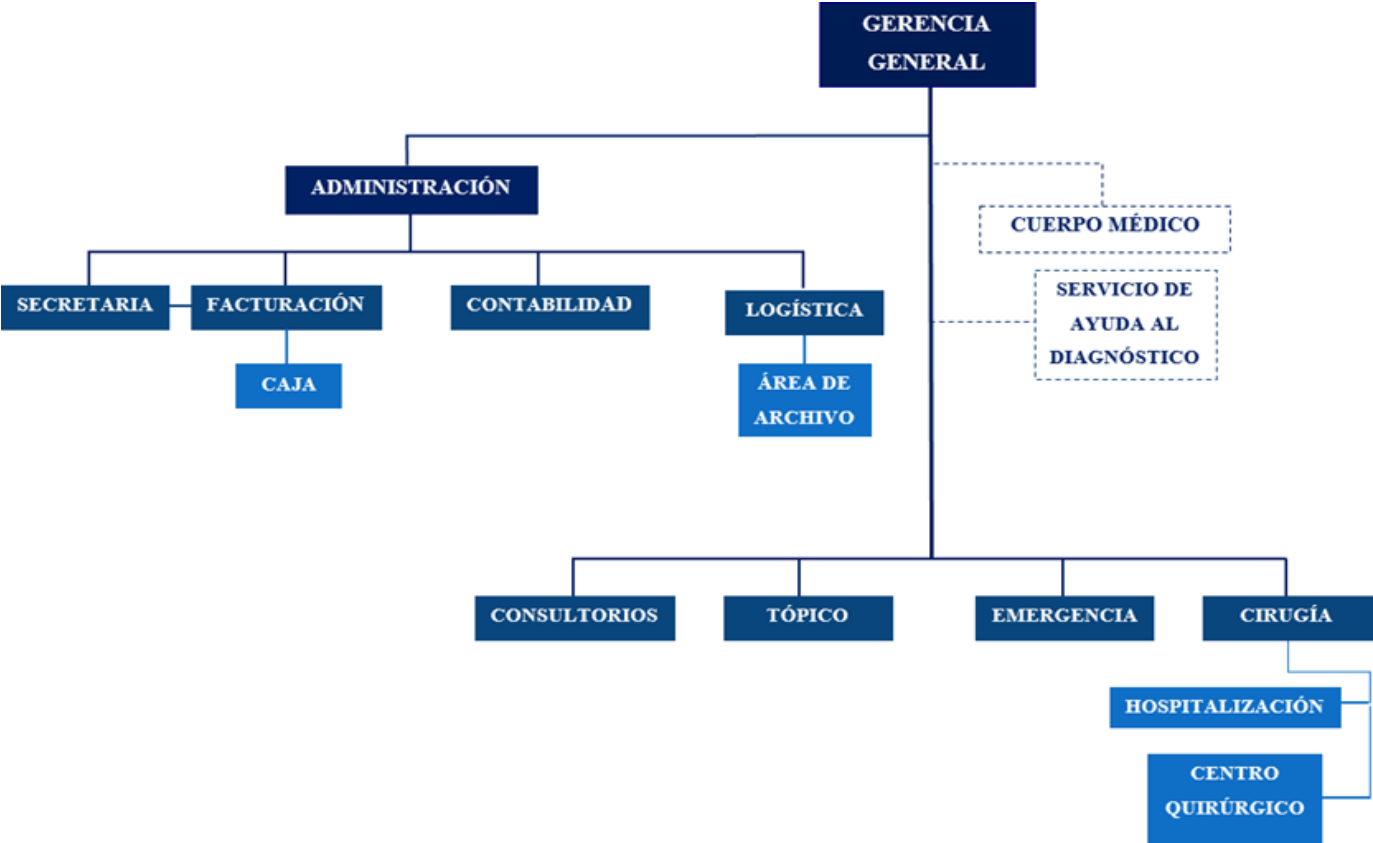 GERENCIA
GENERAL
ADMINISTRACIÓN
CUERPO MÉDICO
SERVICIO DE
AYUDA AL
DIAGNÓSTICO
SECRETARIA
FACTURACIÓN
CONTABILIDAD
LOGÍSTICA
CAJA
ÁREA DE
ARCHIVO
CONSULTORIOS
TÓPICO
EMERGENCIA
CIRUGÍA
HOSPITALIZACIÓN
CENTRO
QUIRÚRGICO